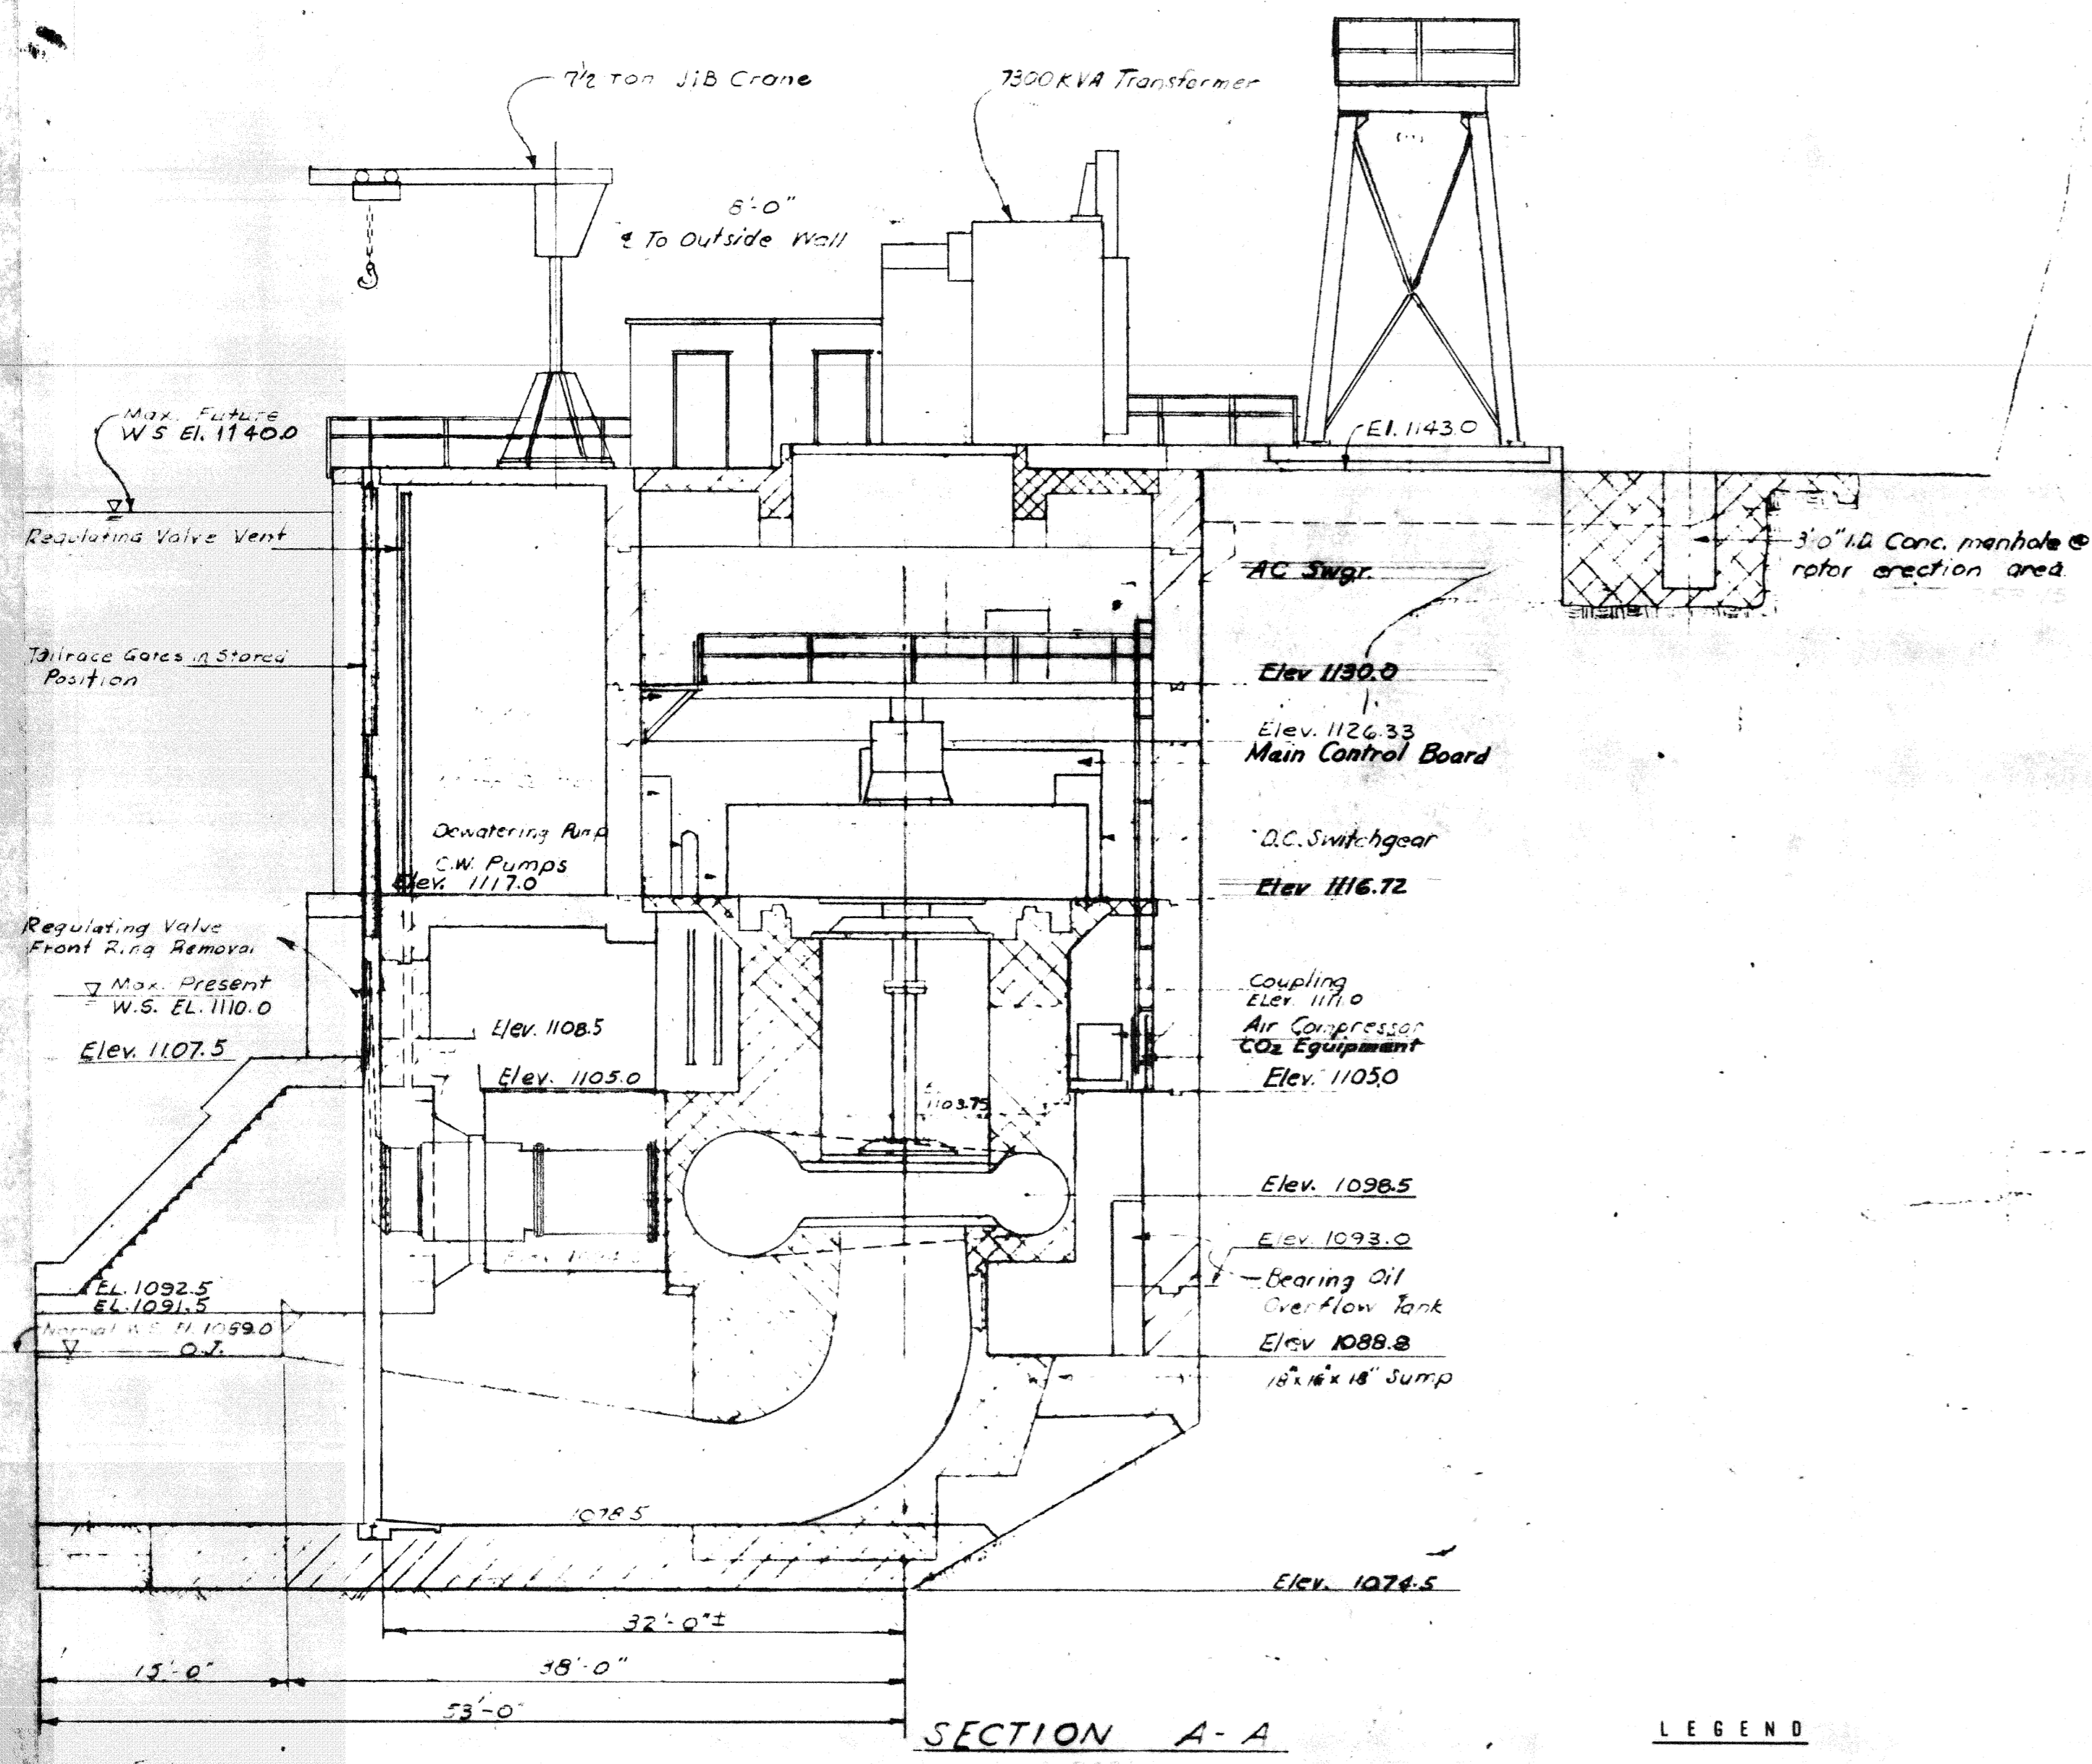 7½ Ton JIB Crane
7300 KVA Transformer
8'-0"
℄ To Outside Wall
Max. Future
W S El. 1140.0
El. 1143.0
Regulating Valve Vent
3'0" I.D. Conc. manhole @
rotor erection area
AC Swgr.
Tailrace Gates in Stored
Position
Elev 1130.0
Elev. 1126.33
Main Control Board
Dewatering Pump
C.W. Pumps
Elev. 1117.0
D.C. Switchgear
Elev 1116.72
Regulating Valve
Front Ring Removal
Max. Present
W.S. EL. 1110.0
Elev. 1107.5
Elev. 1108.5
Elev. 1105.0
Coupling
Elev. 1111.0
Air Compressor
CO2 Equipment
Elev. 1105.0
1103.75
Elev. 1098.5
Elev. 1093.0
Bearing Oil
Overflow Tank
EL. 1092.5
EL. 1091.5
Normal W.S. El. 1089.0
O.J.
Elev 1088.8
18" x 18" x 18" Sump
1078.5
Elev. 1074.5
32'-0"±
15'-0"
38'-0"
53'-0"
SECTION A-A
LEGEND